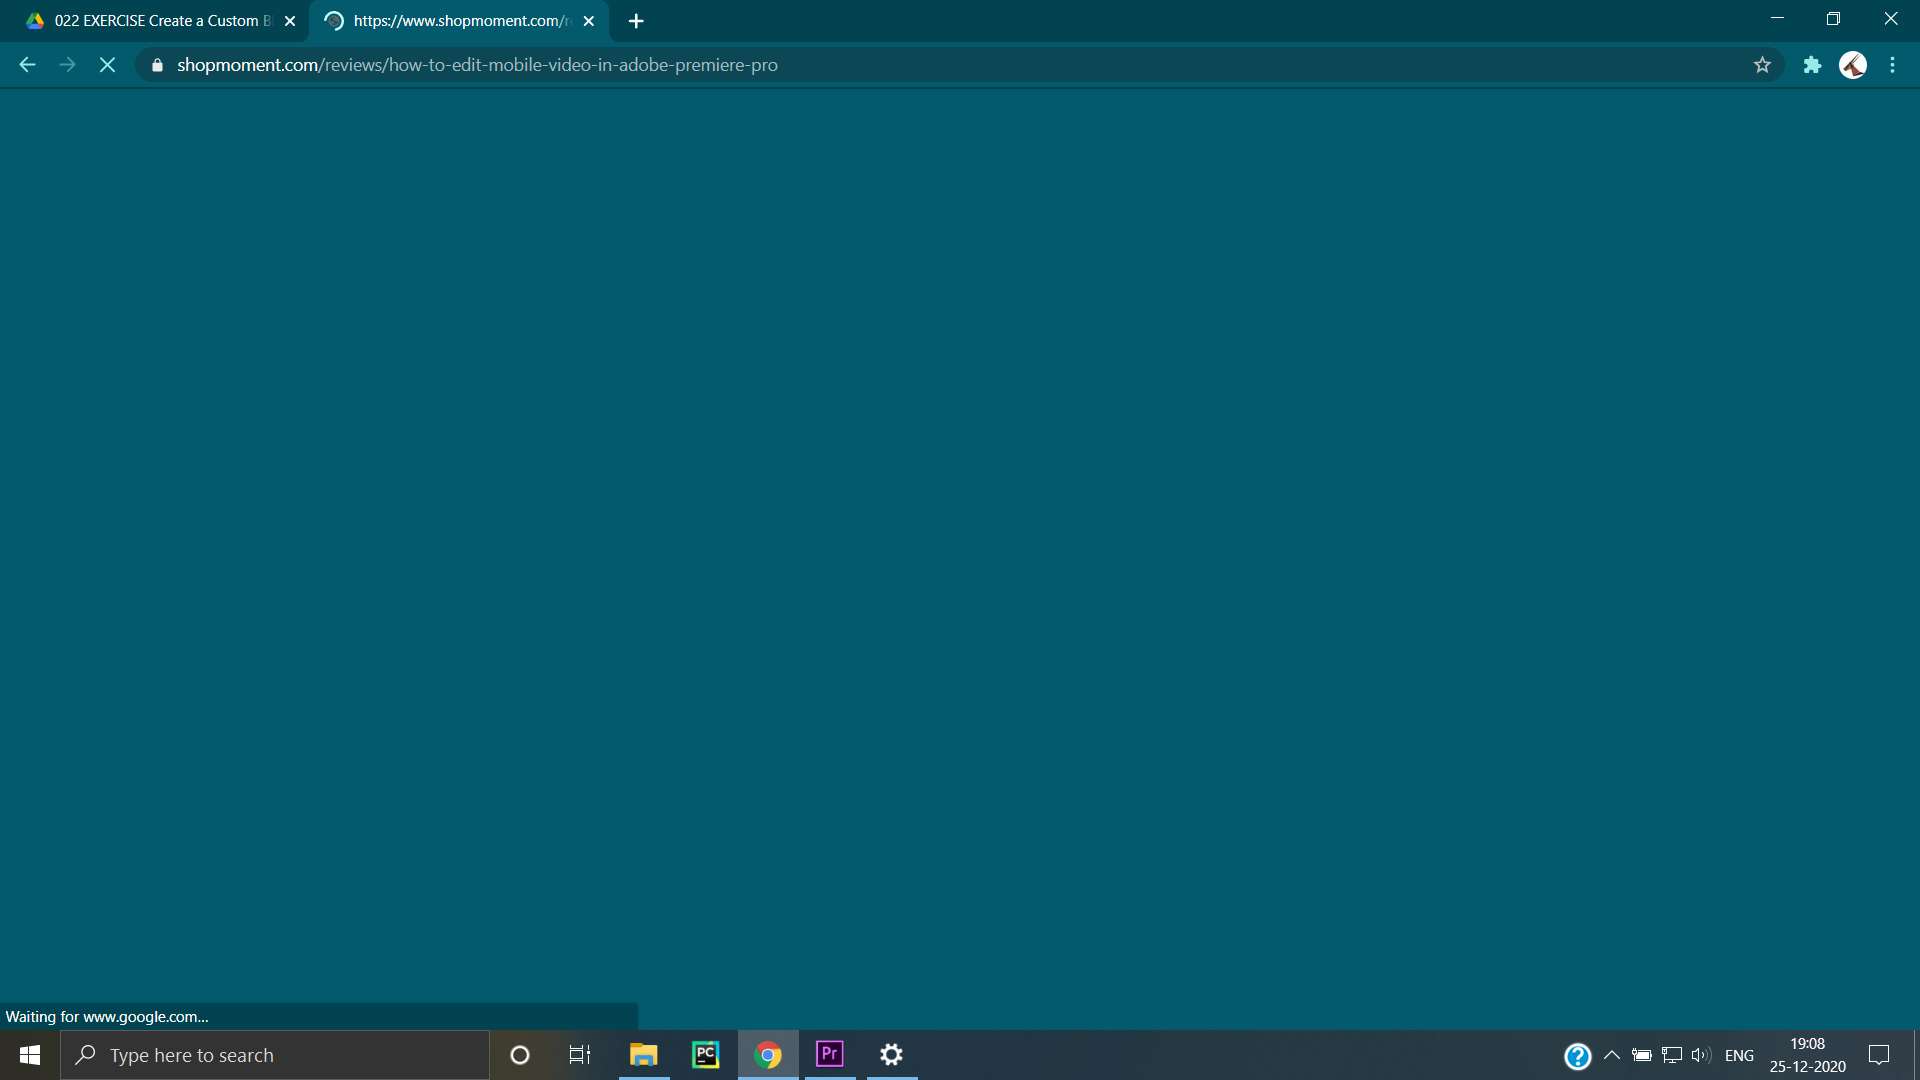 022 EXERCISE Create a Custom B
https://www.shopmoment.com/r
shopmoment.com/reviews/how-to-edit-mobile-video-in-adobe-premiere-pro
Waiting for www.google.com...
Type here to search
PC
Pr
ENG
19:08
25-12-2020